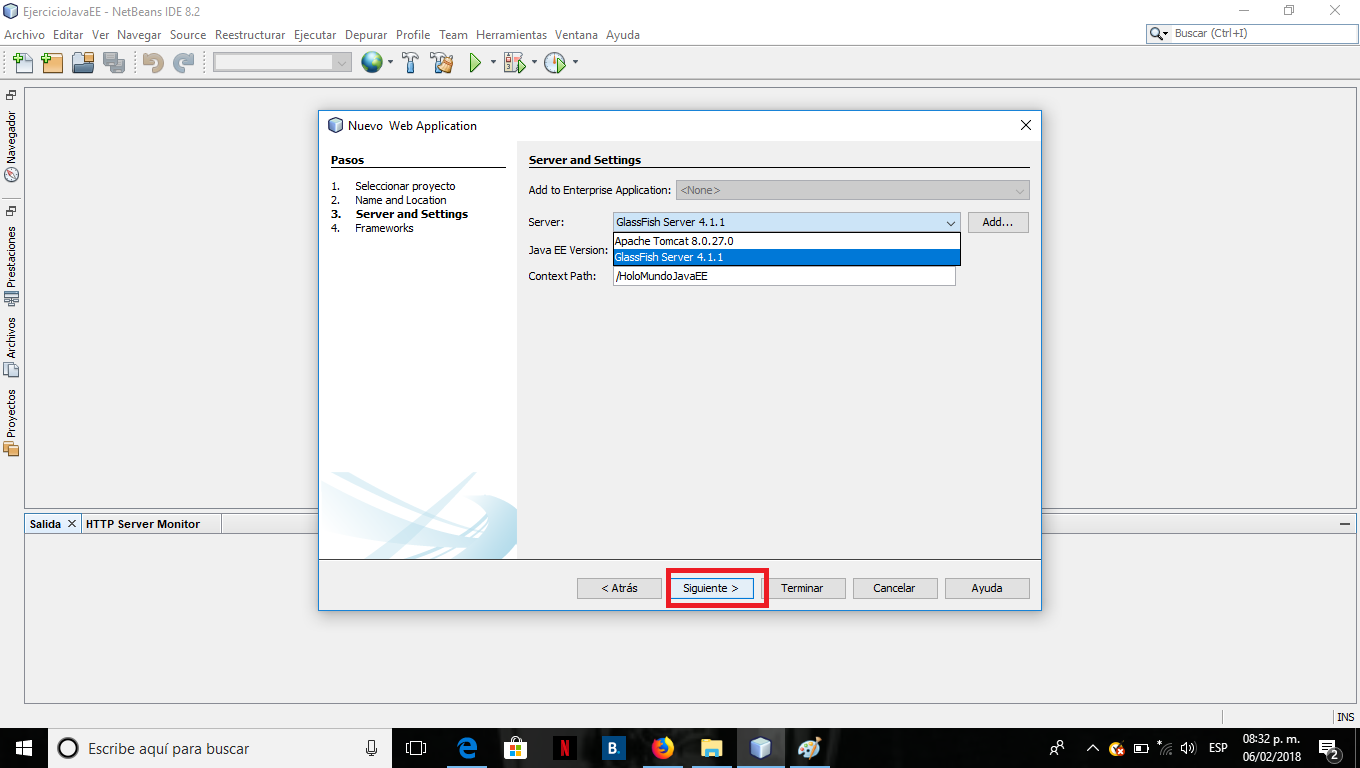 EjercicioJavaEE - NetBeans IDE 8.2
Archivo Editar Ver Navegar Source Reestructurar Ejecutar Depurar Profile Team Herramientas Ventana Ayuda
Buscar (Ctrl+I)
Navegador
Prestaciones
Archivos
Proyectos
Nuevo Web Application
Pasos
1. Seleccionar proyecto
2. Name and Location
3. Server and Settings
4. Frameworks
Server and Settings
Add to Enterprise Application: <None>
Server: GlassFish Server 4.1.1 Add...
Apache Tomcat 8.0.27.0
Java EE Version: GlassFish Server 4.1.1
Context Path: /HoloMundoJavaEE
< Atrás Siguiente > Terminar Cancelar Ayuda
Salida HTTP Server Monitor
INS
Escribe aquí para buscar
N
B.
ESP
08:32 p. m.
06/02/2018
2